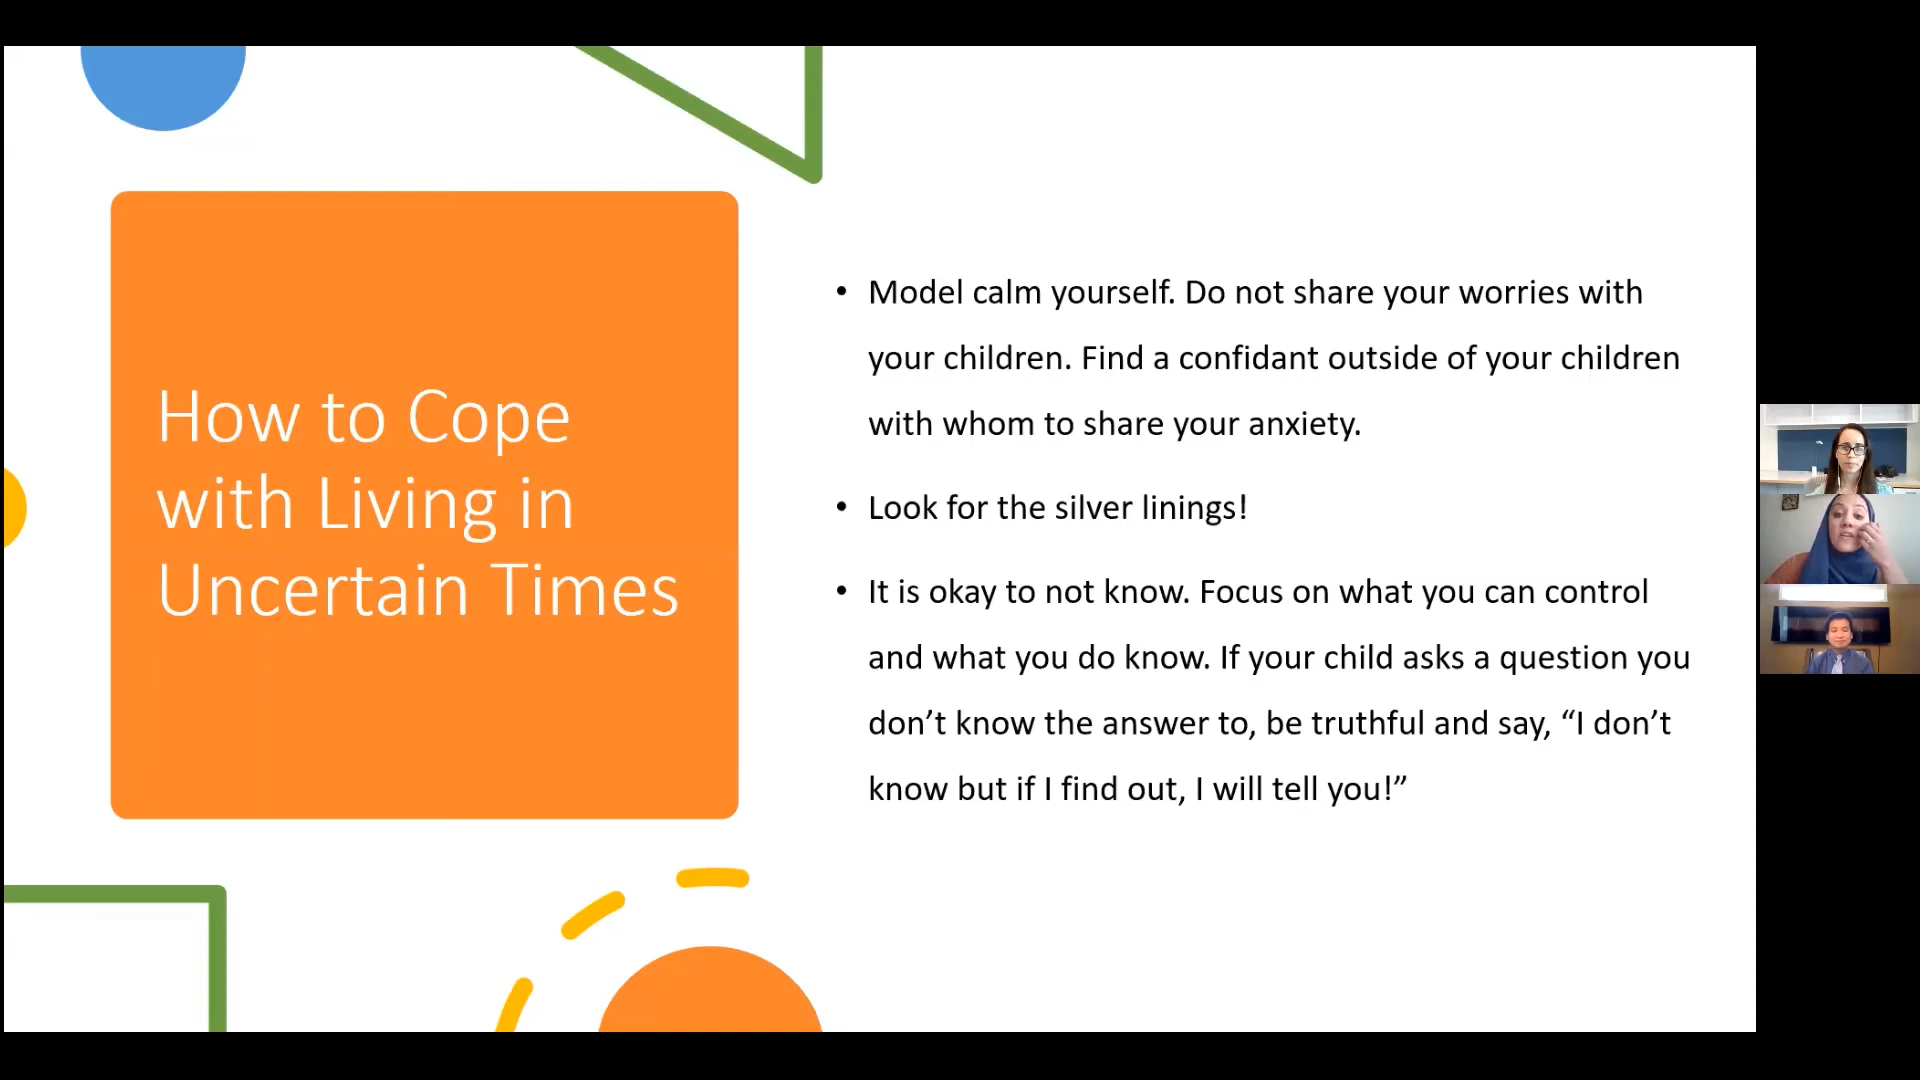 How to Cope
with Living in
Uncertain Times
• Model calm yourself. Do not share your worries with
your children. Find a confidant outside of your children
with whom to share your anxiety.
• Look for the silver linings!
• It is okay to not know. Focus on what you can control
and what you do know. If your child asks a question you
don’t know the answer to, be truthful and say, “I don’t
know but if I find out, I will tell you!”